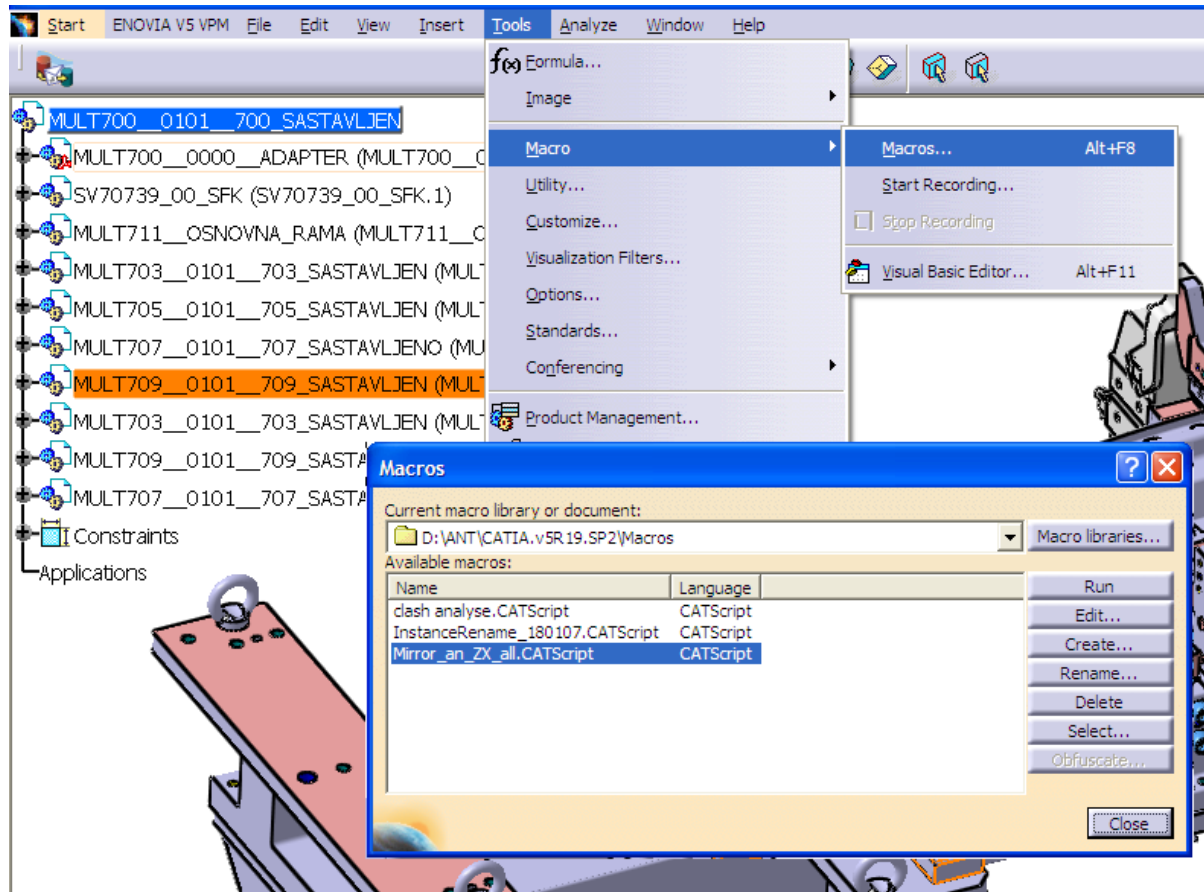 Start ENOVIA V5 VPM File Edit View Insert Tools Analyze Window Help
f(x) Formula...
Image
Macro
Utility...
Customize...
Visualization Filters...
Options...
Standards...
Conferencing
Product Management...
Macros... Alt+F8
Start Recording...
Stop Recording
Visual Basic Editor... Alt+F11
MULT700__0101__700_SASTAVLJEN
MULT700__0000__ADAPTER (MULT700__
SV70739_00_SFK (SV70739_00_SFK.1)
MULT711__OSNOVNA_RAMA (MULT711__
MULT703__0101__703_SASTAVLJEN (MULT
MULT705__0101__705_SASTAVLJEN (MULT
MULT707__0101__707_SASTAVLJENO (MU
MULT709__0101__709_SASTAVLJEN (MULT
MULT703__0101__703_SASTAVLJEN (MULT
MULT709__0101__709_SASTA
MULT707__0101__707_SASTA
Constraints
Applications
Macros
Current macro library or document:
D:\ANT\CATIA.v5R19.SP2\Macros
Macro libraries...
Available macros:
Name Language
clash analyse.CATScript CATScript
InstanceRename_180107.CATScript CATScript
Mirror_an_ZX_all.CATScript CATScript
Run
Edit...
Create...
Rename...
Delete
Select...
Obfuscate...
Close